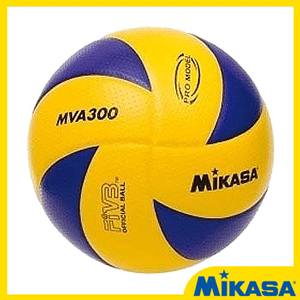 PRO MODEL
MVA300
MIKASA
FIVB
OFFICIAL BALL
MIKASA